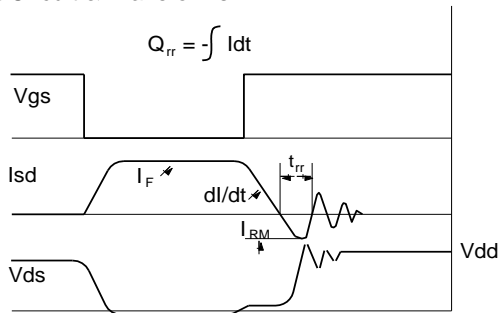 Qrr = -∫ Idt
Vgs
Isd
IF
dI/dt
trr
IRM
Vds
Vdd